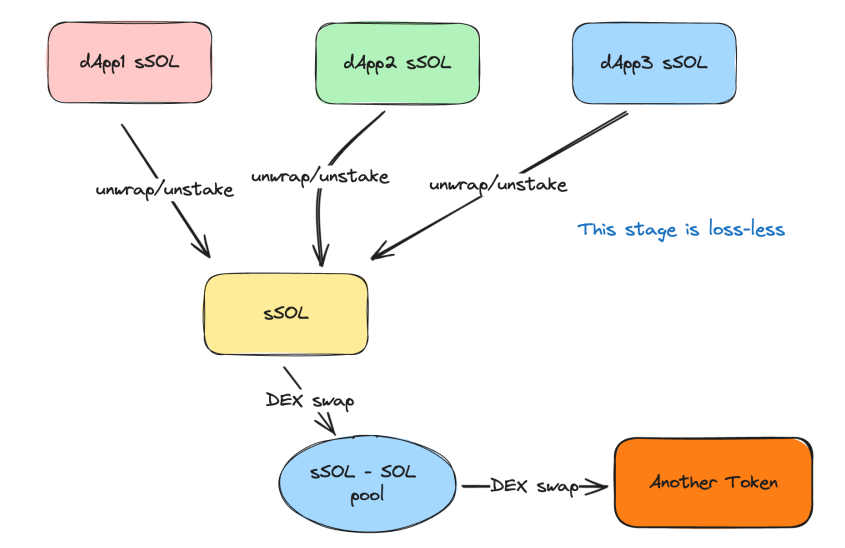 dApp1 sSOL
dApp2 sSOL
dApp3 sSOL
unwrap/unstake
unwrap/unstake
unwrap/unstake
This stage is loss-less
sSOL
DEX swap
sSOL - SOL
pool
DEX swap
Another Token